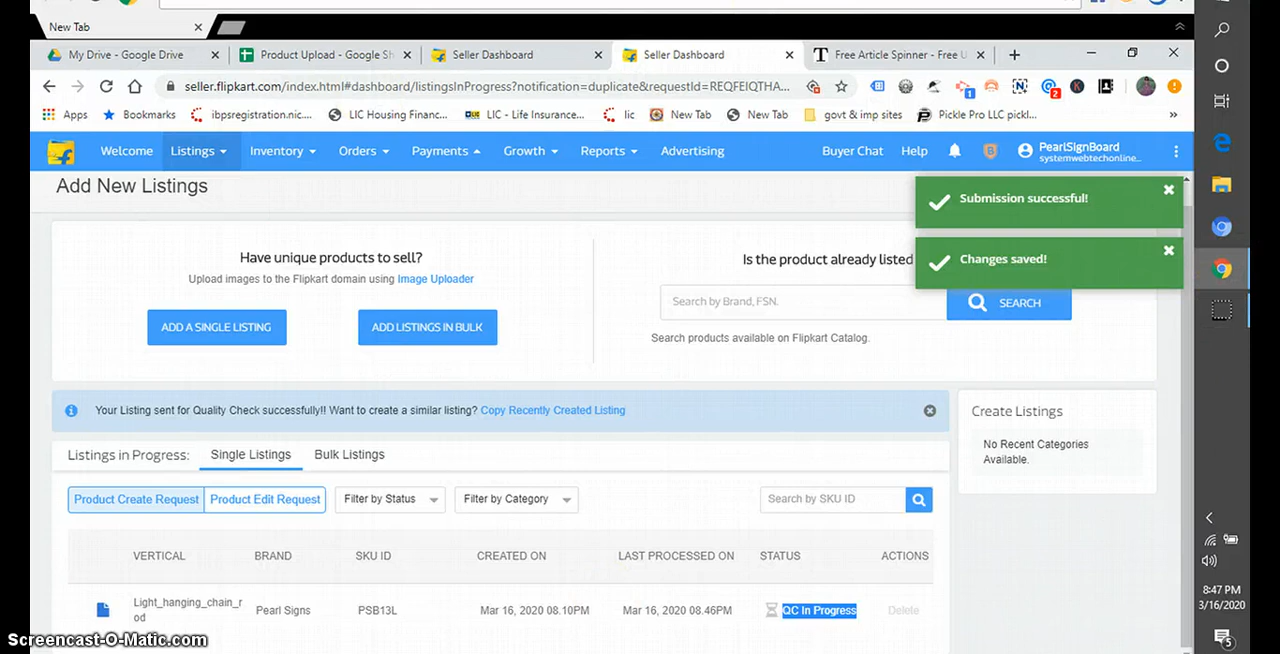 New Tab
My Drive - Google Drive
Product Upload - Google Sh
Seller Dashboard
Seller Dashboard
Free Article Spinner - Free U
seller.flipkart.com/index.html#dashboard/listingsInProgress?notification=duplicate&requestId=REQFEIQTHA...
1
2
Apps
Bookmarks
ibpsregistration.nic....
LIC Housing Financ...
LIC - Life Insurance...
lic
New Tab
New Tab
govt & imp sites
Pickle Pro LLC pickl...
Welcome
Listings
Inventory
Orders
Payments
Growth
Reports
Advertising
Buyer Chat
Help
PearlSignBoard
systemwebtechonline...
Add New Listings
Submission successful!
Changes saved!
Have unique products to sell?
Upload images to the Flipkart domain using Image Uploader
ADD A SINGLE LISTING
ADD LISTINGS IN BULK
Is the product already listed
Search by Brand, FSN.
SEARCH
Search products available on Flipkart Catalog.
Your Listing sent for Quality Check successfully!! Want to create a similar listing? Copy Recently Created Listing
Create Listings
No Recent Categories
Available.
Listings in Progress:
Single Listings
Bulk Listings
Product Create Request
Product Edit Request
Filter by Status
Filter by Category
Search by SKU ID
VERTICAL
BRAND
SKU ID
CREATED ON
LAST PROCESSED ON
STATUS
ACTIONS
Light_hanging_chain_r
od
Pearl Signs
PSB13L
Mar 16, 2020 08.10PM
Mar 16, 2020 08.46PM
QC In Progress
Delete
8:47 PM
3/16/2020
5
Screencast-O-Matic.com